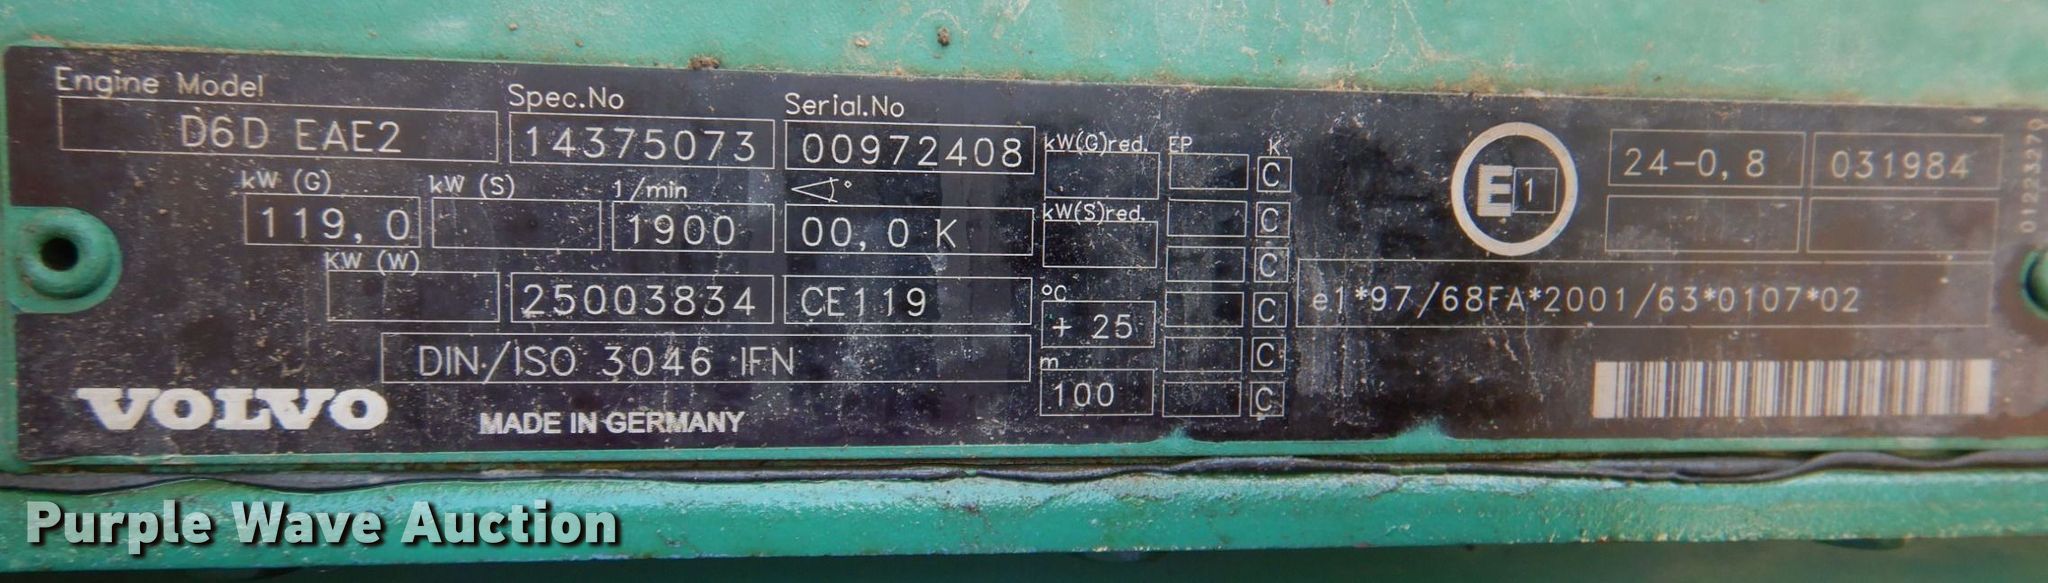 Engine Model
D6D EAE2
Spec.No
14375073
Serial.No
00972408
kW(G)red.
EP
K
C
E 1
24-0,8
031984
01223270
kW (G)
119,0
kW (S)
1/min
1900
°
00,0 K
kW(S)red.
C
C
KW (W)
25003834
CE119
°C
+ 25
C
e1*97/68FA*2001/63*0107*02
DIN/ISO 3046 IFN
m
100
C
C
VOLVO
MADE IN GERMANY
Purple Wave Auction